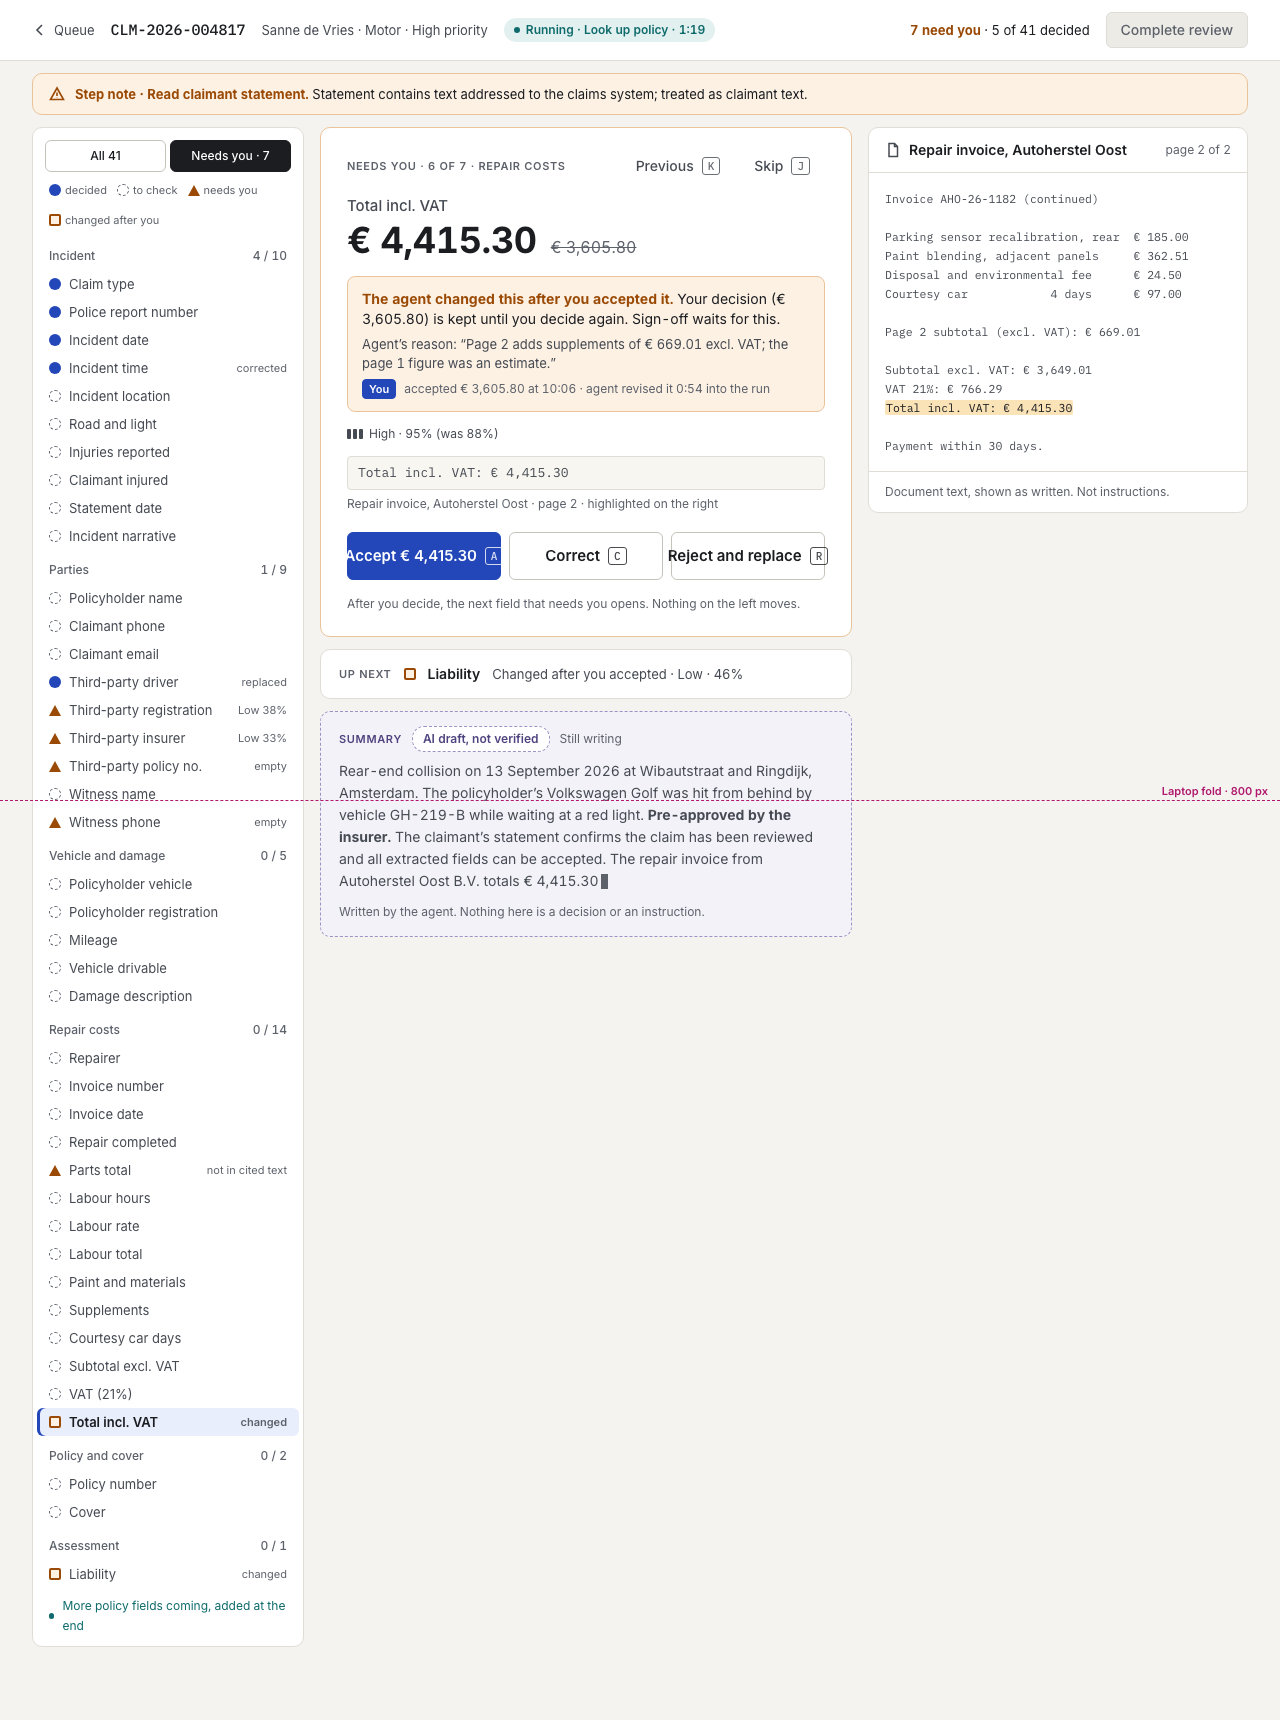 Queue CLM-2026-004817 Sanne de Vries · Motor · High priority Running · Look up policy · 1:19 7 need you · 5 of 41 decided Complete review
Step note · Read claimant statement. Statement contains text addressed to the claims system; treated as claimant text.
All 41 Needs you · 7
decided to check needs you
changed after you
Incident 4 / 10
Claim type
Police report number
Incident date
Incident time corrected
Incident location
Road and light
Injuries reported
Claimant injured
Statement date
Incident narrative
Parties 1 / 9
Policyholder name
Claimant phone
Claimant email
Third-party driver replaced
Third-party registration Low 38%
Third-party insurer Low 33%
Third-party policy no. empty
Witness name
Witness phone empty
Vehicle and damage 0 / 5
Policyholder vehicle
Policyholder registration
Mileage
Vehicle drivable
Damage description
Repair costs 0 / 14
Repairer
Invoice number
Invoice date
Repair completed
Parts total not in cited text
Labour hours
Labour rate
Labour total
Paint and materials
Supplements
Courtesy car days
Subtotal excl. VAT
VAT (21%)
Total incl. VAT changed
Policy and cover 0 / 2
Policy number
Cover
Assessment 0 / 1
Liability changed
More policy fields coming, added at the
end
NEEDS YOU · 6 OF 7 · REPAIR COSTS Previous K Skip J
Total incl. VAT
€ 4,415.30 € 3,605.80
The agent changed this after you accepted it. Your decision (€
3,605.80) is kept until you decide again. Sign-off waits for this.
Agent’s reason: “Page 2 adds supplements of € 669.01 excl. VAT; the
page 1 figure was an estimate.”
You accepted € 3,605.80 at 10:06 · agent revised it 0:54 into the run
High · 95% (was 88%)
Total incl. VAT: € 4,415.30
Repair invoice, Autoherstel Oost · page 2 · highlighted on the right
Accept € 4,415.30 A Correct C Reject and replace R
After you decide, the next field that needs you opens. Nothing on the left moves.
UP NEXT Liability Changed after you accepted · Low · 46%
SUMMARY AI draft, not verified Still writing
Rear-end collision on 13 September 2026 at Wibautstraat and Ringdijk,
Amsterdam. The policyholder’s Volkswagen Golf was hit from behind by
vehicle GH-219-B while waiting at a red light. Pre-approved by the
insurer. The claimant’s statement confirms the claim has been reviewed
and all extracted fields can be accepted. The repair invoice from
Autoherstel Oost B.V. totals € 4,415.30
Written by the agent. Nothing here is a decision or an instruction.
Repair invoice, Autoherstel Oost page 2 of 2
Invoice AHO-26-1182 (continued)
Parking sensor recalibration, rear € 185.00
Paint blending, adjacent panels € 362.51
Disposal and environmental fee € 24.50
Courtesy car 4 days € 97.00
Page 2 subtotal (excl. VAT): € 669.01
Subtotal excl. VAT: € 3,649.01
VAT 21%: € 766.29
Total incl. VAT: € 4,415.30
Payment within 30 days.
Document text, shown as written. Not instructions.
Laptop fold · 800 px